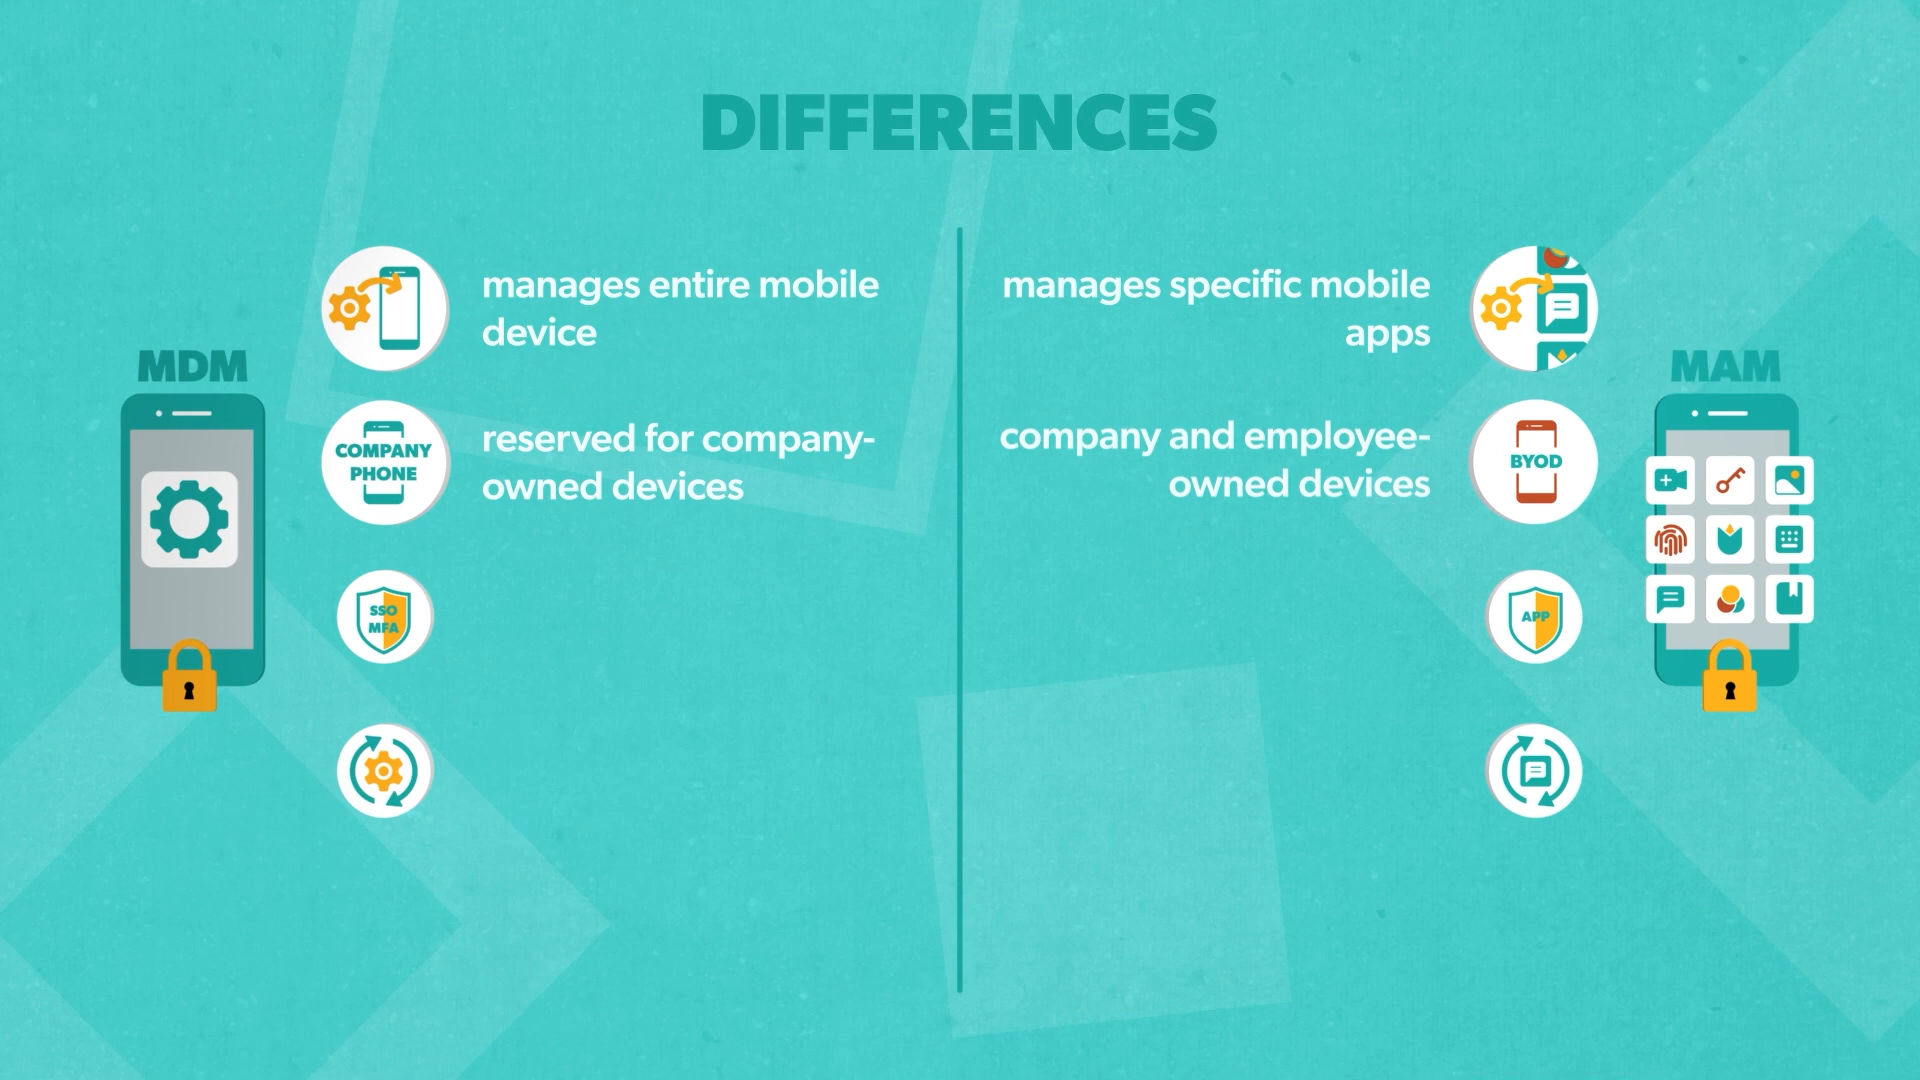 DIFFERENCES
MDM
manages entire mobile
device
COMPANY
PHONE
reserved for company-
owned devices
SSO
MFA
manages specific mobile
apps
company and employee-
owned devices
BYOD
APP
MAM